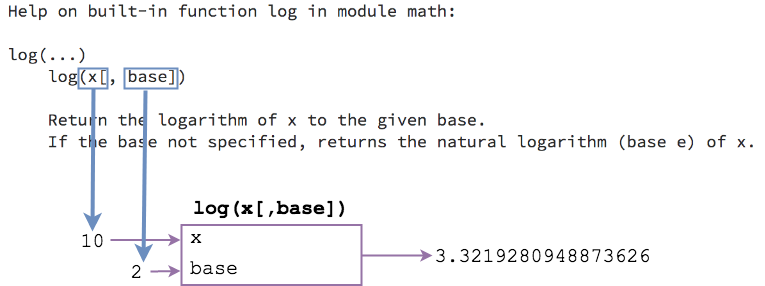 Help on built-in function log in module math:
log(...)
log(x[, base])
Return the logarithm of x to the given base.
If the base not specified, returns the natural logarithm (base e) of x.
log(x[,base])
10 x
2 base
3.3219280948873626